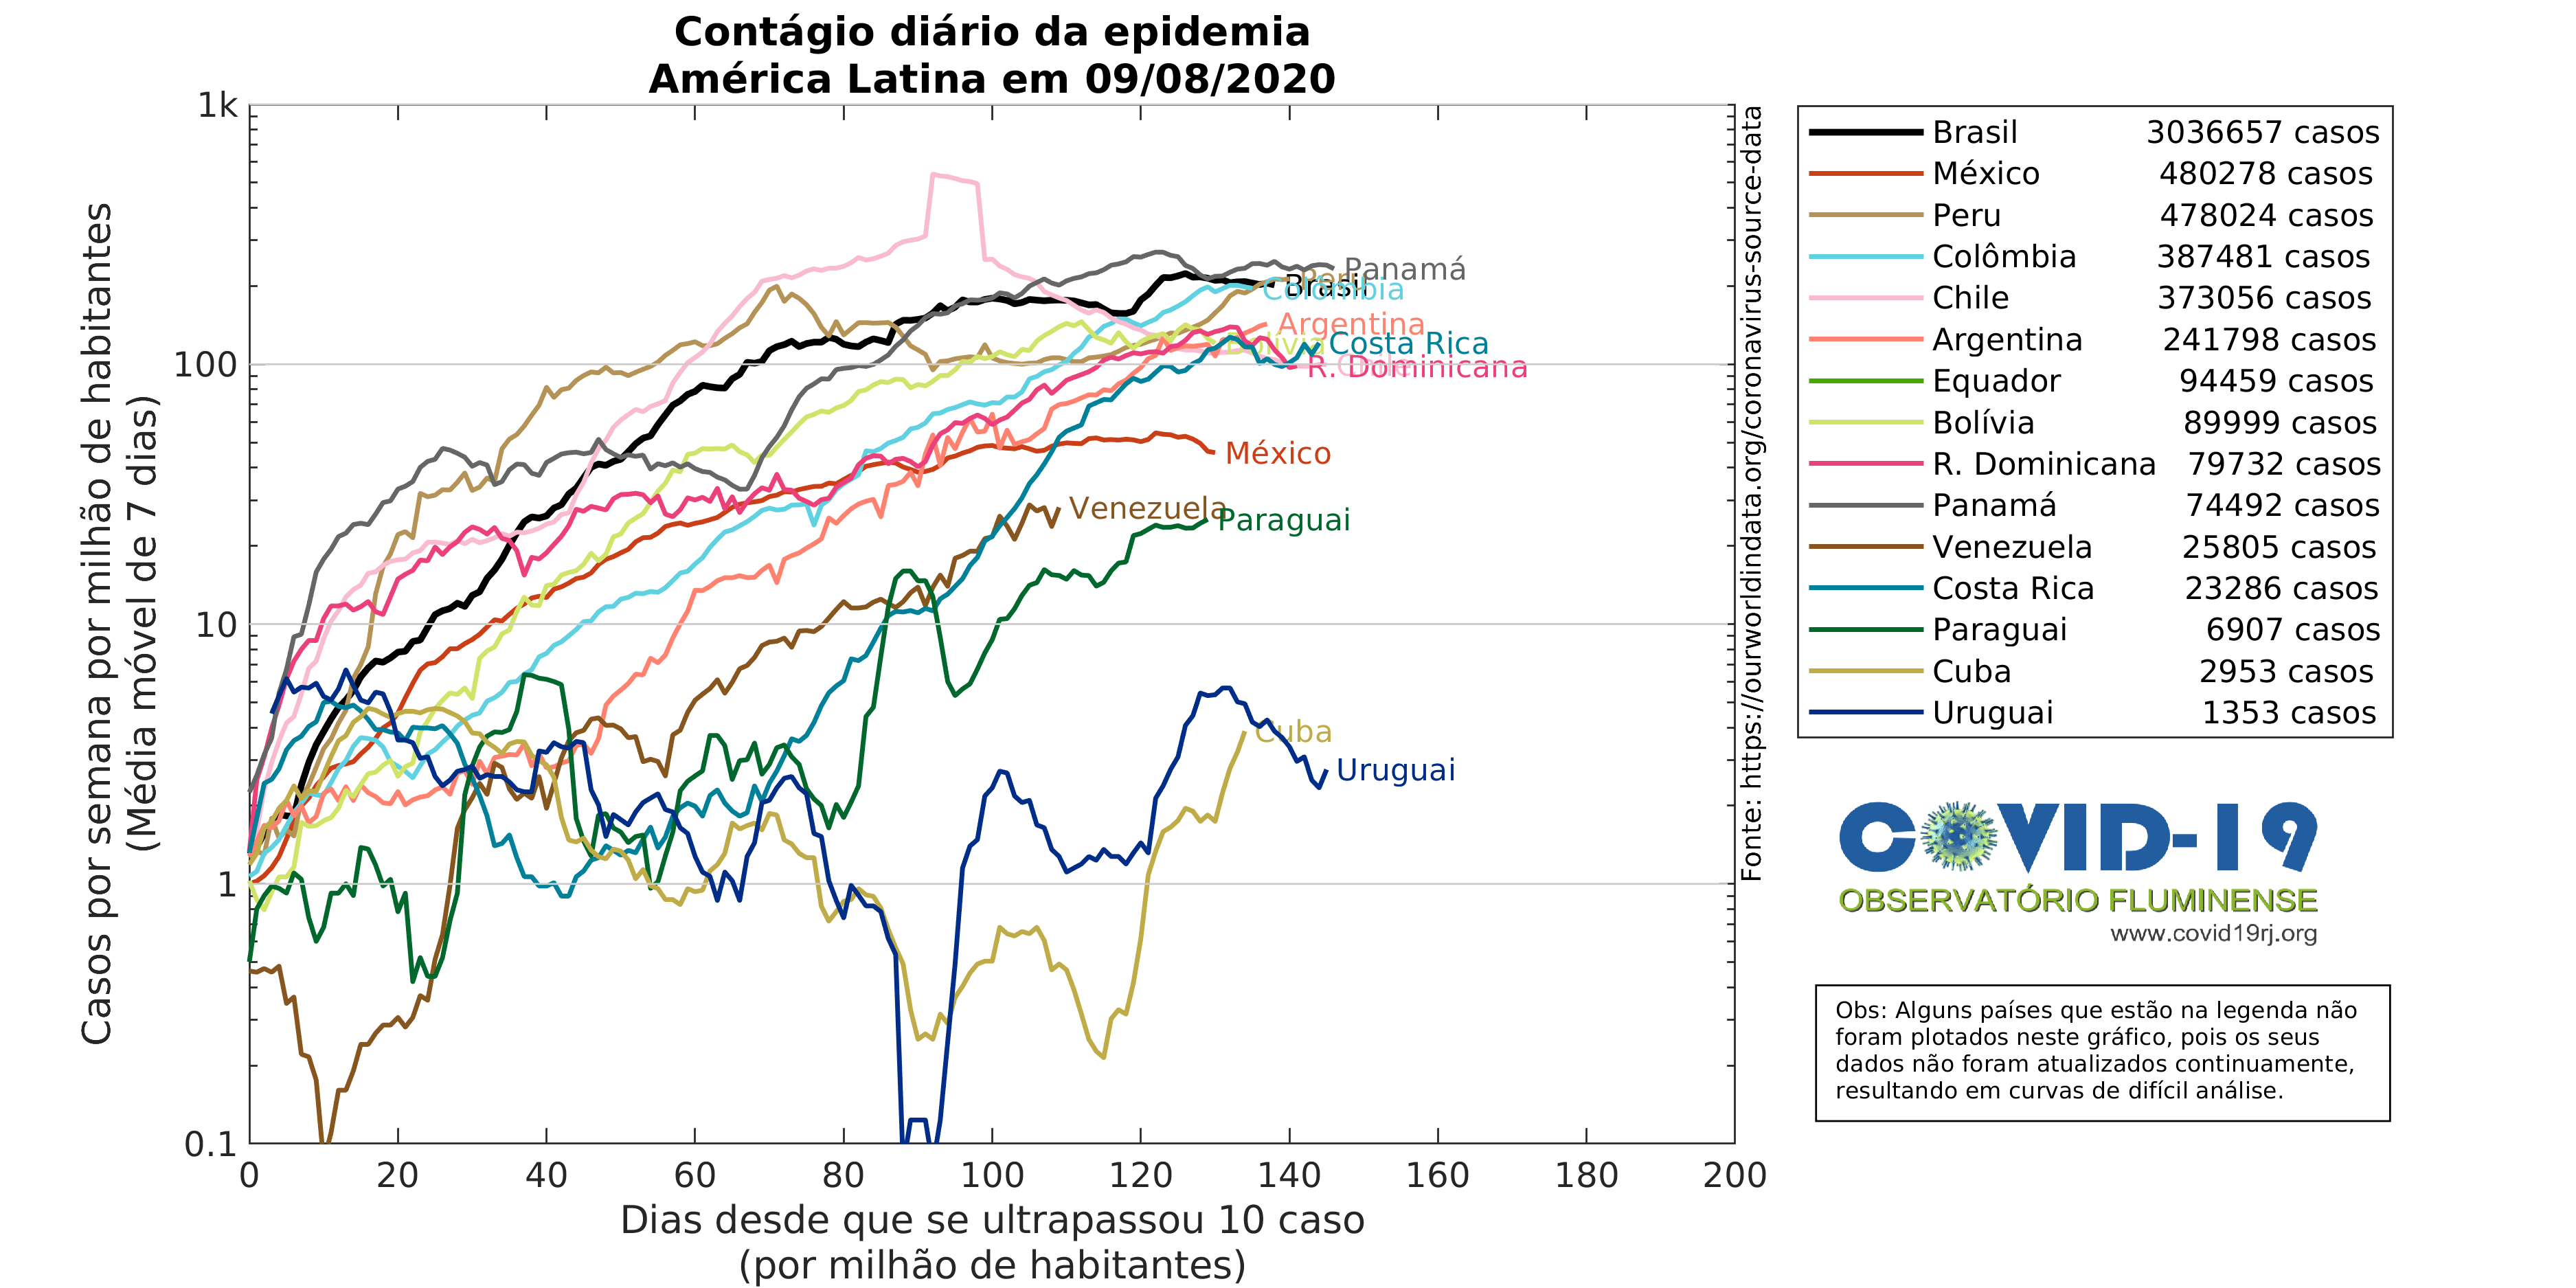 Contágio diário da epidemia
América Latina em 09/08/2020
Casos por semana por milhão de habitantes
(Média móvel de 7 dias)
1k
100
10
1
0.1
0
20
40
60
80
100
120
140
160
180
200
Dias desde que se ultrapassou 10 caso
(por milhão de habitantes)
Panamá
Peru
Brasil
Colômbia
Argentina
Bolívia
Costa Rica
Chile
R. Dominicana
México
Venezuela
Paraguai
Cuba
Uruguai
Fonte: https://ourworldindata.org/coronavirus-source-data
Brasil 3036657 casos
México 480278 casos
Peru 478024 casos
Colômbia 387481 casos
Chile 373056 casos
Argentina 241798 casos
Equador 94459 casos
Bolívia 89999 casos
R. Dominicana 79732 casos
Panamá 74492 casos
Venezuela 25805 casos
Costa Rica 23286 casos
Paraguai 6907 casos
Cuba 2953 casos
Uruguai 1353 casos
COVID-19
OBSERVATÓRIO FLUMINENSE
www.covid19rj.org
Obs: Alguns países que estão na legenda não
foram plotados neste gráfico, pois os seus
dados não foram atualizados continuamente,
resultando em curvas de difícil análise.